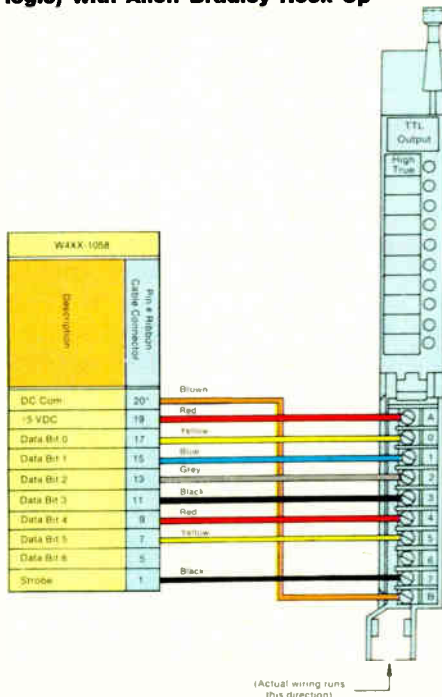 logic) with Allen Bradley Hook-Up
TTL
Output
High
True
W4XX-1058
Description
Pin # Ribbon
Cable Connector
DC Com 20*
+5 VDC 19
Data Bit 0 17
Data Bit 1 15
Data Bit 2 13
Data Bit 3 11
Data Bit 4 9
Data Bit 5 7
Data Bit 6 5
Strobe 1
Brown
Red
Yellow
Blue
Grey
Black
Red
Yellow
Black
A
0
1
2
3
4
5
6
7
B
(Actual wiring runs
this direction)